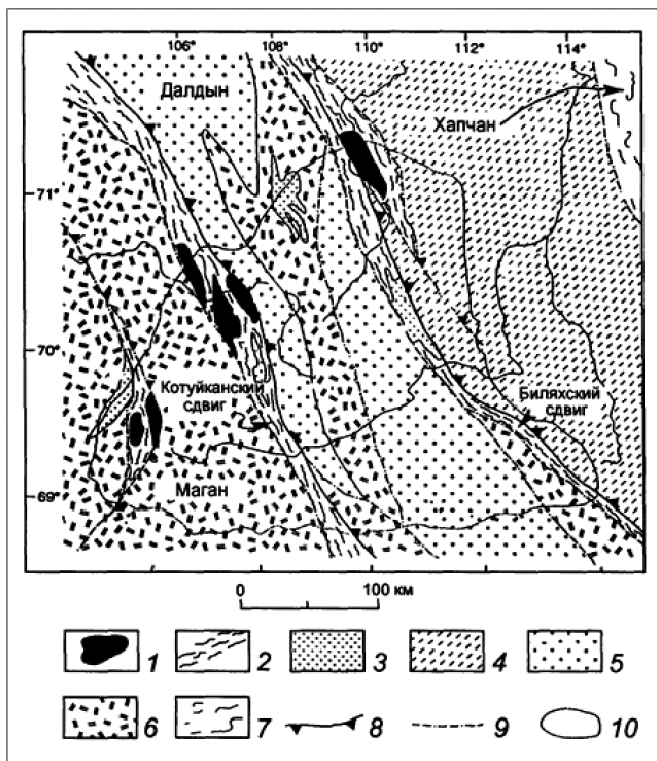 106° 108° 110° 112° 114°
Далдын
Хапчан
71°
70°
Котуйканский
сдвиг
Биляхский
сдвиг
Маган
69°
0 100 км
1 2 3 4 5
6 7 8 9 10